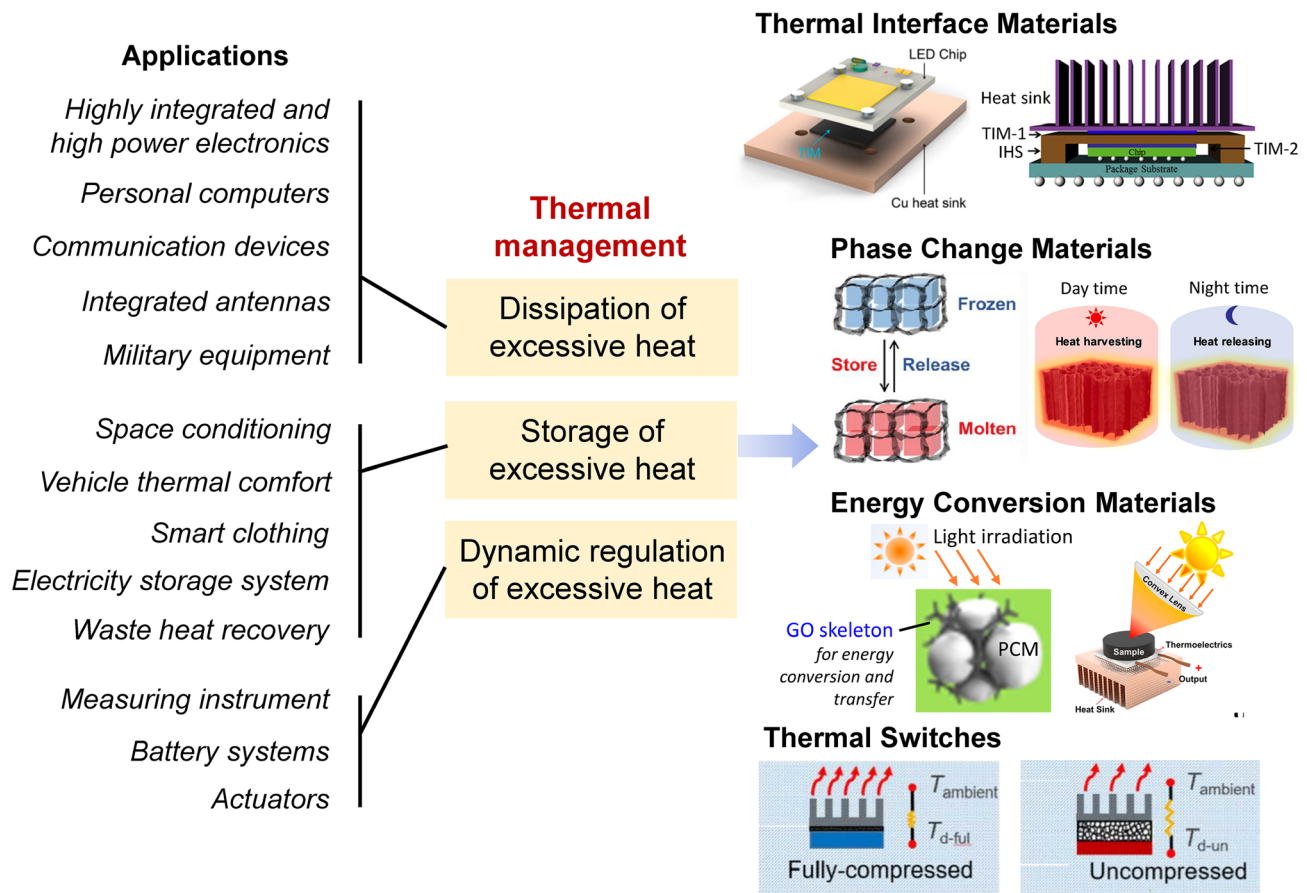 Applications
Highly integrated and
high power electronics
Personal computers
Communication devices
Integrated antennas
Military equipment
Space conditioning
Vehicle thermal comfort
Smart clothing
Electricity storage system
Waste heat recovery
Measuring instrument
Battery systems
Actuators
Thermal
management
Dissipation of
excessive heat
Storage of
excessive heat
Dynamic regulation
of excessive heat
Thermal Interface Materials
LED Chip
TIM
Cu heat sink
Heat sink
TIM-1
IHS
TIM-2
Chip
Package Substrate
Phase Change Materials
Frozen
Store
Release
Molten
Day time
Heat harvesting
Night time
Heat releasing
Energy Conversion Materials
Light irradiation
GO skeleton
for energy
conversion and
transfer
PCM
Convex Lens
Sample
Thermoelectrics
+
Output
-
Heat Sink
Thermal Switches
Tambient
Td-ful
Fully-compressed
Tambient
Td-un
Uncompressed